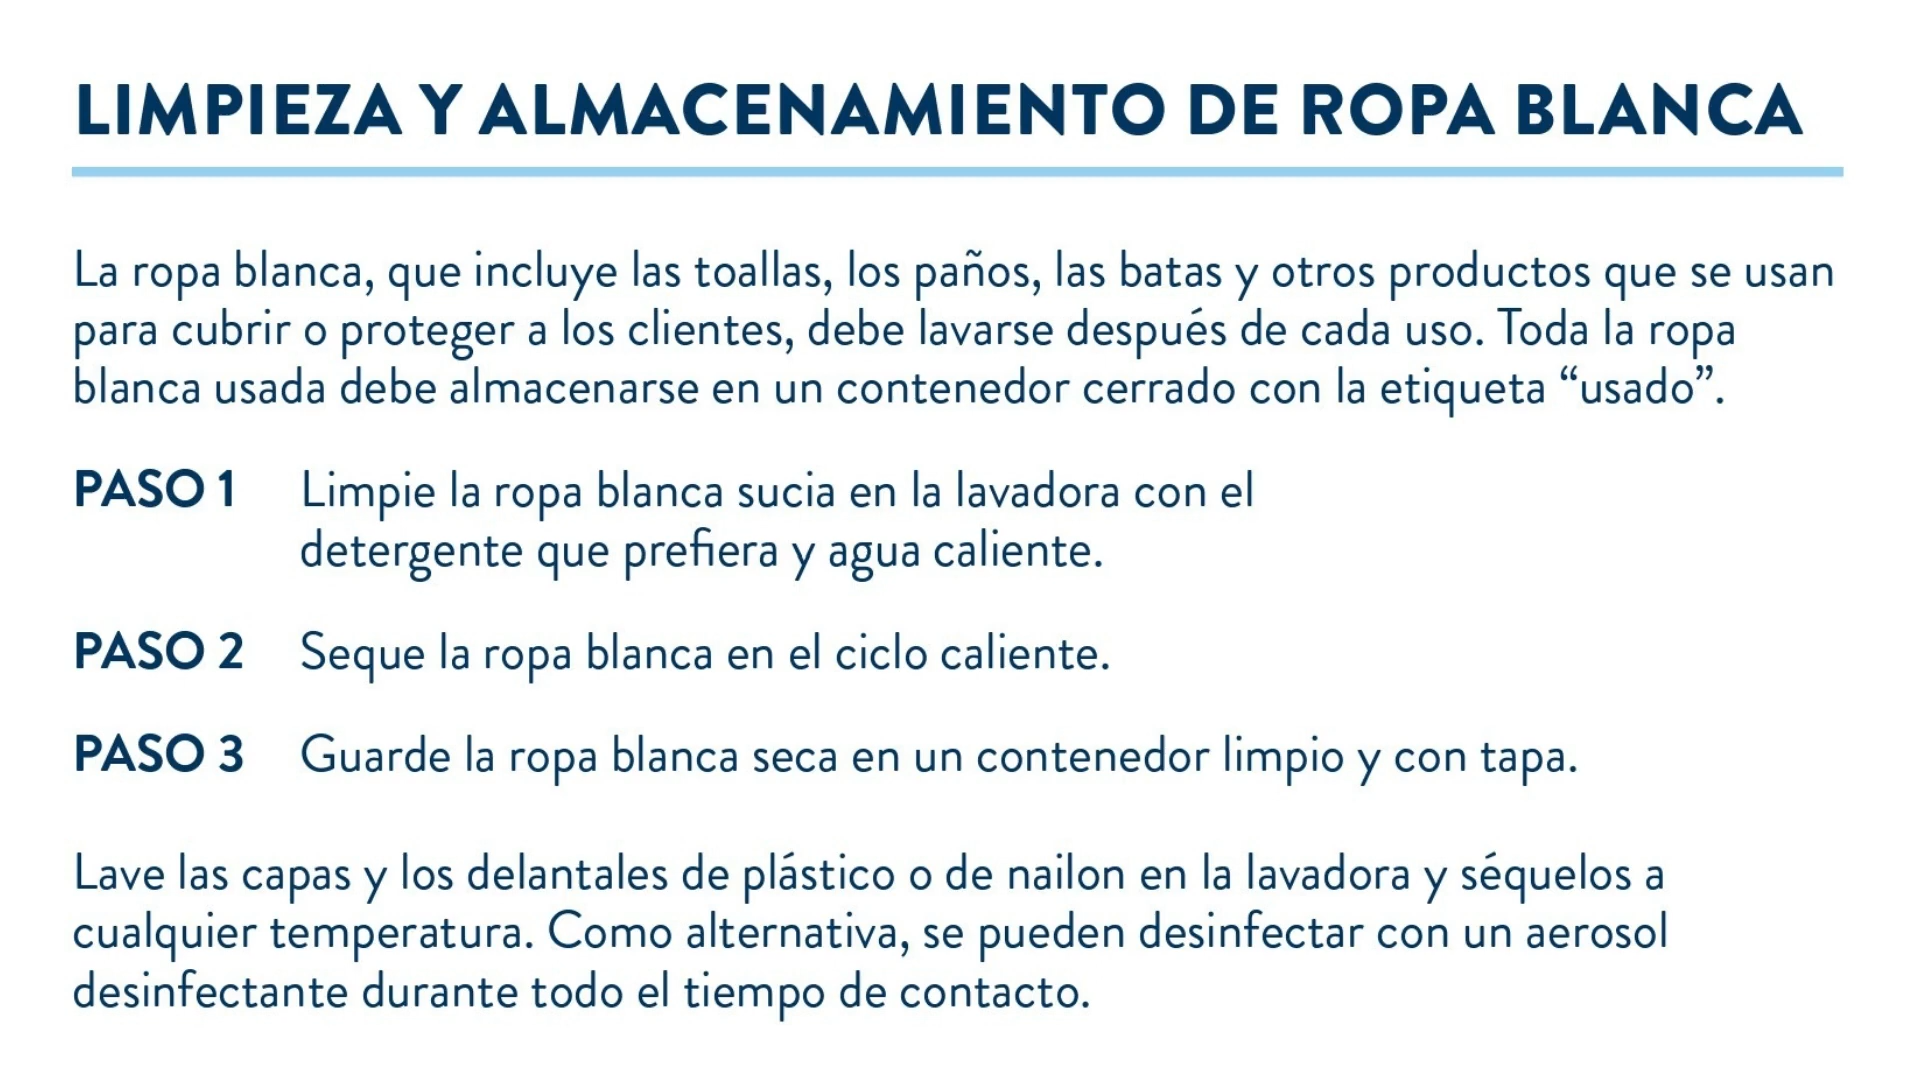 LIMPIEZA Y ALMACENAMIENTO DE ROPA BLANCA
La ropa blanca, que incluye las toallas, los paños, las batas y otros productos que se usan
para cubrir o proteger a los clientes, debe lavarse después de cada uso. Toda la ropa
blanca usada debe almacenarse en un contenedor cerrado con la etiqueta “usado”.
PASO 1 Limpie la ropa blanca sucia en la lavadora con el
detergente que prefiera y agua caliente.
PASO 2 Seque la ropa blanca en el ciclo caliente.
PASO 3 Guarde la ropa blanca seca en un contenedor limpio y con tapa.
Lave las capas y los delantales de plástico o de nailon en la lavadora y séquelos a
cualquier temperatura. Como alternativa, se pueden desinfectar con un aerosol
desinfectante durante todo el tiempo de contacto.